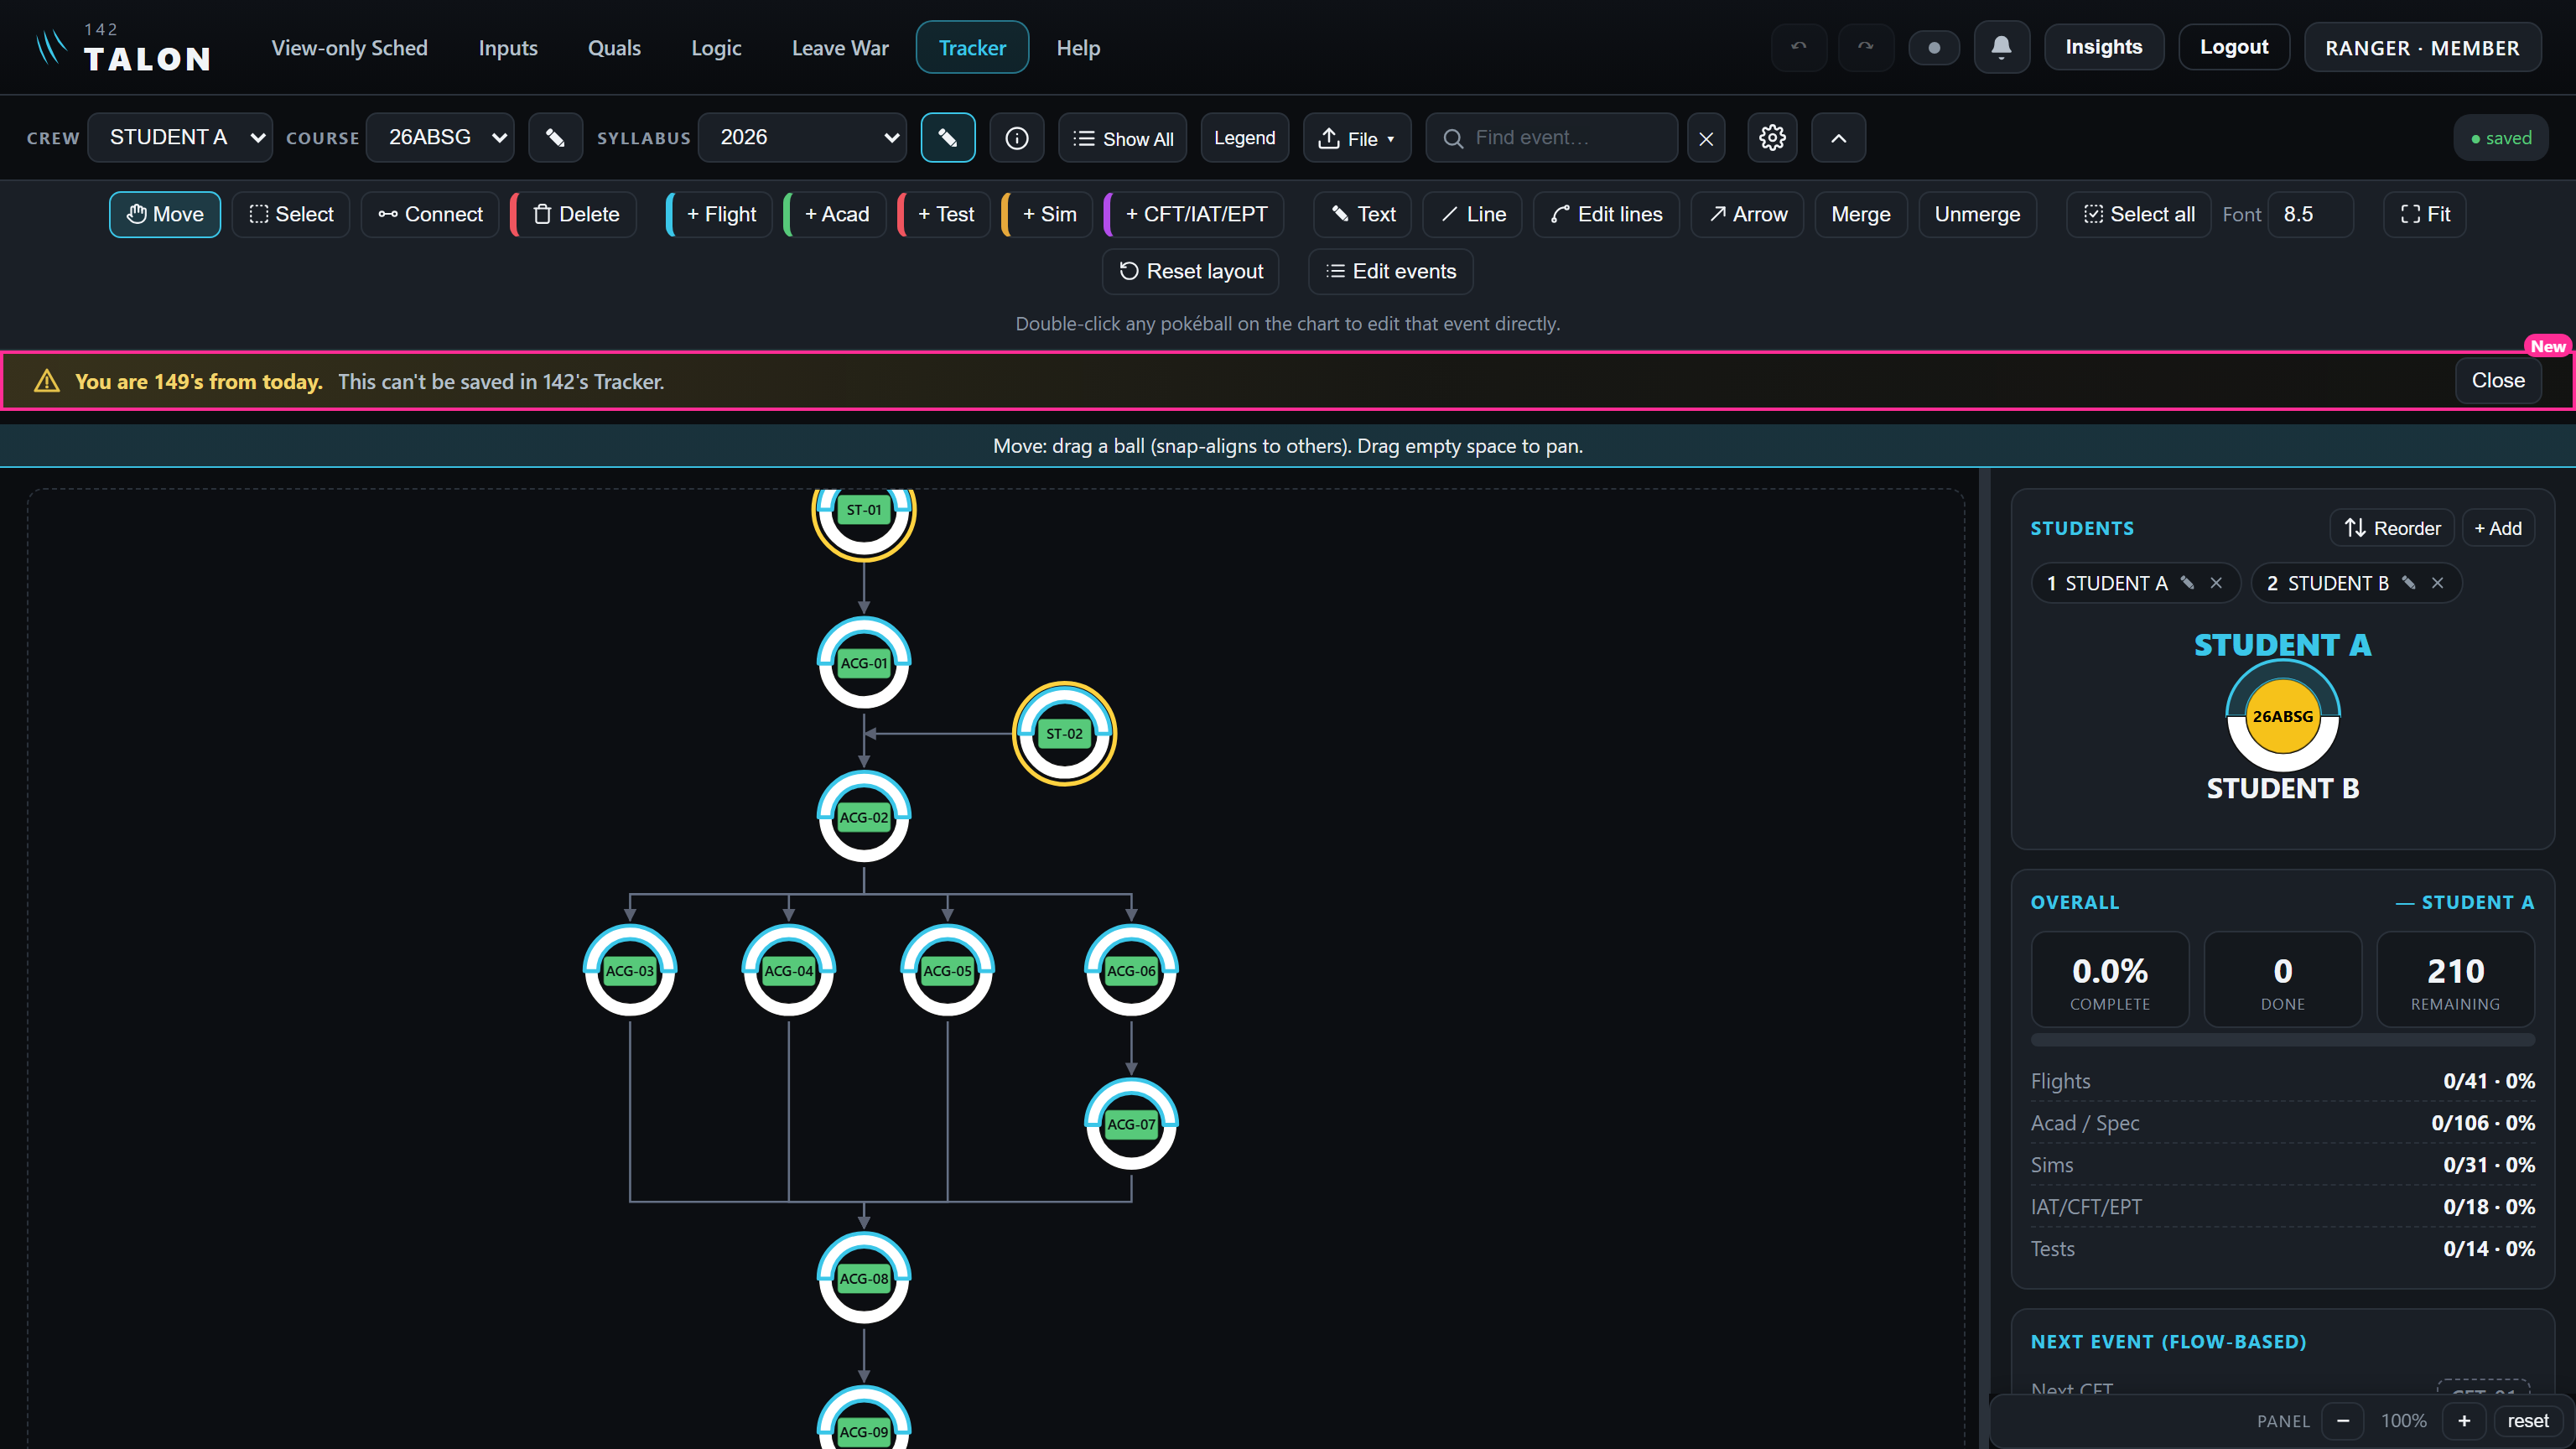 142
TALON
View-only Sched
Inputs
Quals
Logic
Leave War
Tracker
Help
Insights
Logout
RANGER · MEMBER
CREW
STUDENT A
COURSE
26ABSG
SYLLABUS
2026
Show All
Legend
File
Find event…
saved
Move
Select
Connect
Delete
+ Flight
+ Acad
+ Test
+ Sim
+ CFT/IAT/EPT
Text
Line
Edit lines
Arrow
Merge
Unmerge
Select all
Font
8.5
Fit
Reset layout
Edit events
Double-click any pokéball on the chart to edit that event directly.
New
You are 149's from today. This can't be saved in 142's Tracker.
Close
Move: drag a ball (snap-aligns to others). Drag empty space to pan.
ST-01
ACG-01
ST-02
ACG-02
ACG-03
ACG-04
ACG-05
ACG-06
ACG-07
ACG-08
ACG-09
STUDENTS
Reorder
+ Add
1 STUDENT A
2 STUDENT B
STUDENT A
26ABSG
STUDENT B
OVERALL
— STUDENT A
0.0%
COMPLETE
0
DONE
210
REMAINING
Flights 0/41 · 0%
Acad / Spec 0/106 · 0%
Sims 0/31 · 0%
IAT/CFT/EPT 0/18 · 0%
Tests 0/14 · 0%
NEXT EVENT (FLOW-BASED)
Next CFT
PANEL
100%
reset